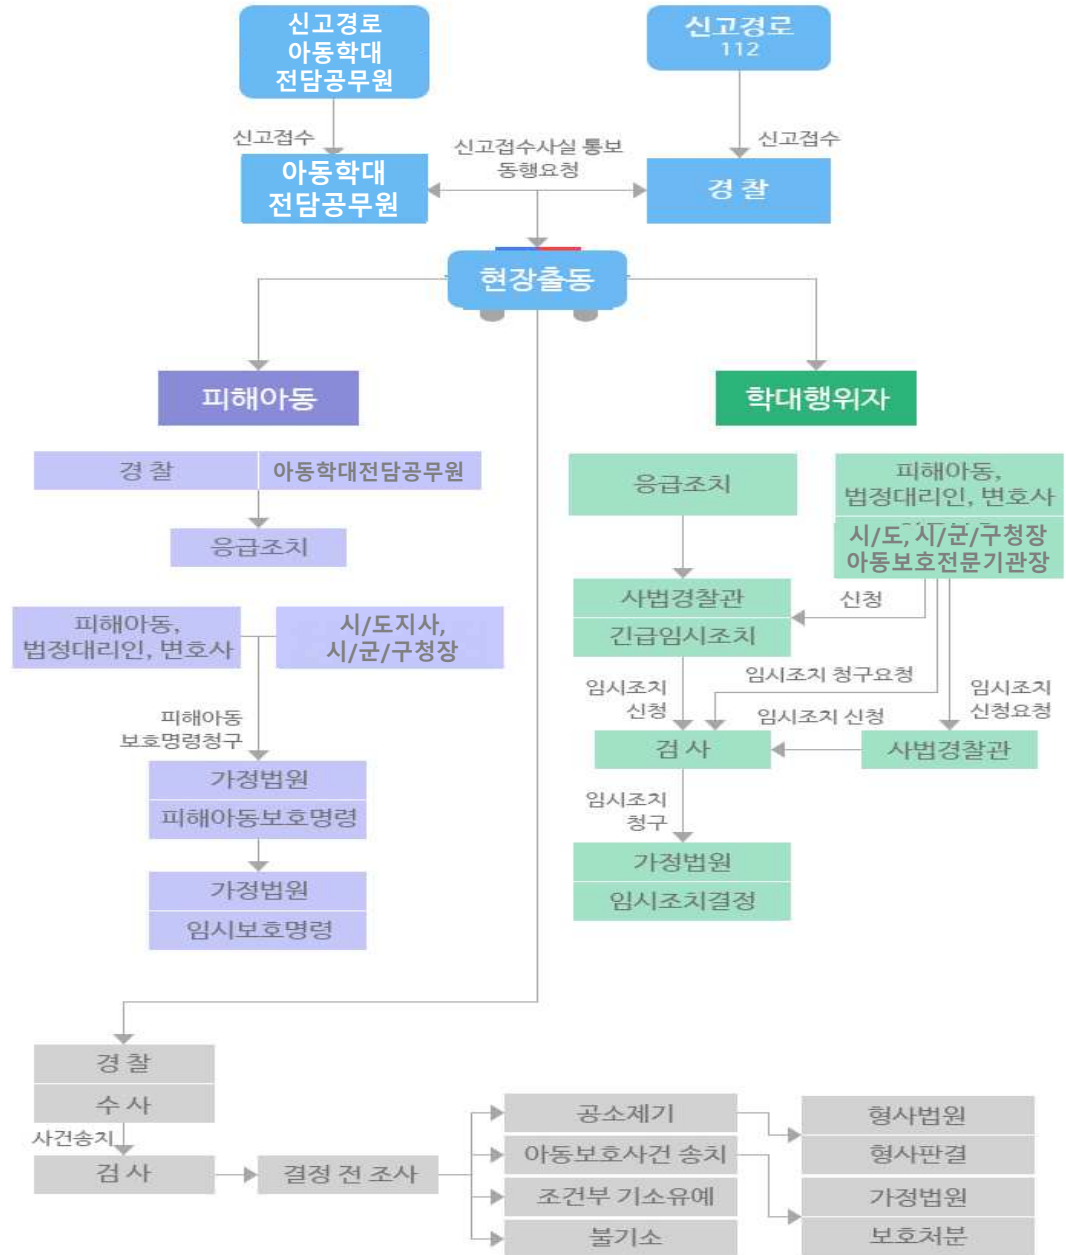 신고경로
아동학대
전담공무원
신고경로
112
신고접수
신고접수사실 통보
동행요청
신고접수
아동학대
전담공무원
경 찰
현장출동
피해아동
학대행위자
경 찰
아동학대전담공무원
응급조치
피해아동,
법정대리인, 변호사
시/도지사,
시/군/구청장
피해아동
보호명령청구
가정법원
피해아동보호명령
가정법원
임시보호명령
응급조치
피해아동,
법정대리인, 변호사
시/도, 시/군/구청장
아동보호전문기관장
신청
사법경찰관
긴급임시조치
임시조치
신청
임시조치 청구요청
임시조치
신청요청
임시조치 신청
검 사
사법경찰관
임시조치
청구
가정법원
임시조치결정
경 찰
수 사
사건송치
검 사
결정 전 조사
공소제기
아동보호사건 송치
조건부 기소유예
불기소
형사법원
형사판결
가정법원
보호처분